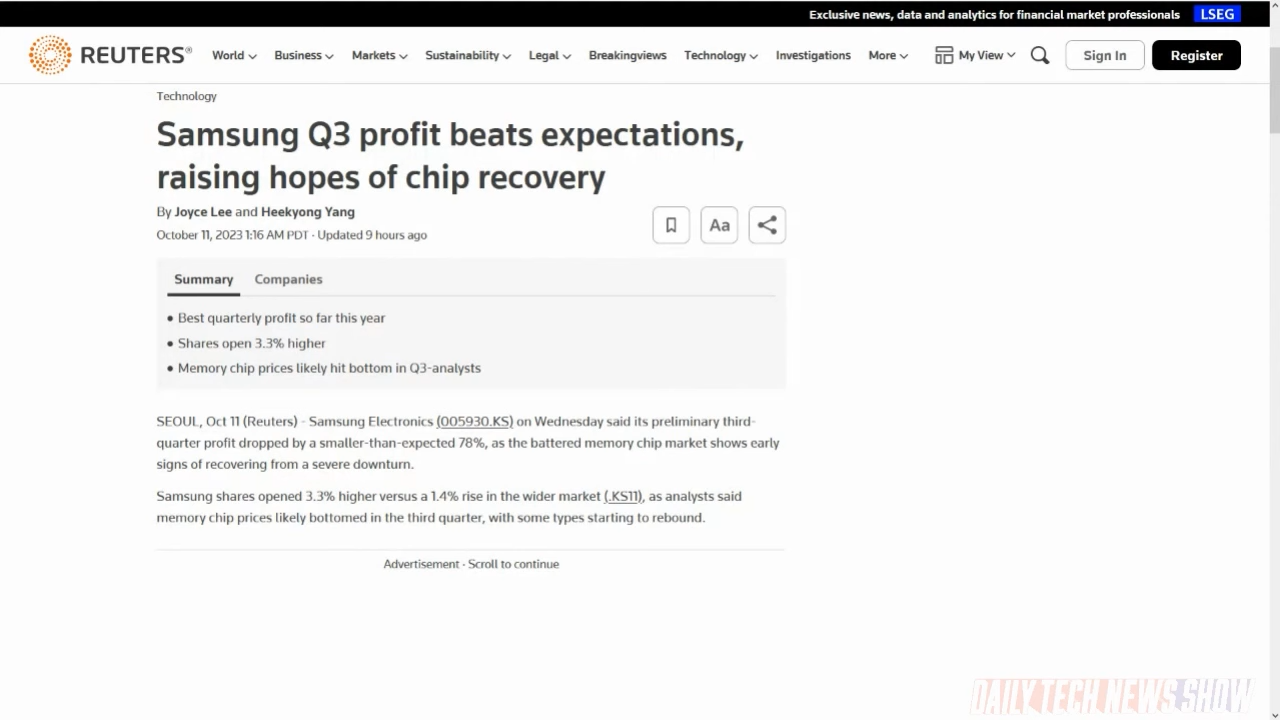 Exclusive news, data and analytics for financial market professionals LSEG
REUTERS® World Business Markets Sustainability Legal Breakingviews Technology Investigations More My View Sign In Register
Technology
Samsung Q3 profit beats expectations,
raising hopes of chip recovery
By Joyce Lee and Heekyong Yang
October 11, 2023 1:16 AM PDT · Updated 9 hours ago
Aa
Summary Companies
• Best quarterly profit so far this year
• Shares open 3.3% higher
• Memory chip prices likely hit bottom in Q3-analysts
SEOUL, Oct 11 (Reuters) - Samsung Electronics (005930.KS) on Wednesday said its preliminary third-
quarter profit dropped by a smaller-than-expected 78%, as the battered memory chip market shows early
signs of recovering from a severe downturn.
Samsung shares opened 3.3% higher versus a 1.4% rise in the wider market (.KS11), as analysts said
memory chip prices likely bottomed in the third quarter, with some types starting to rebound.
Advertisement · Scroll to continue
DAILY TECH NEWS SHOW